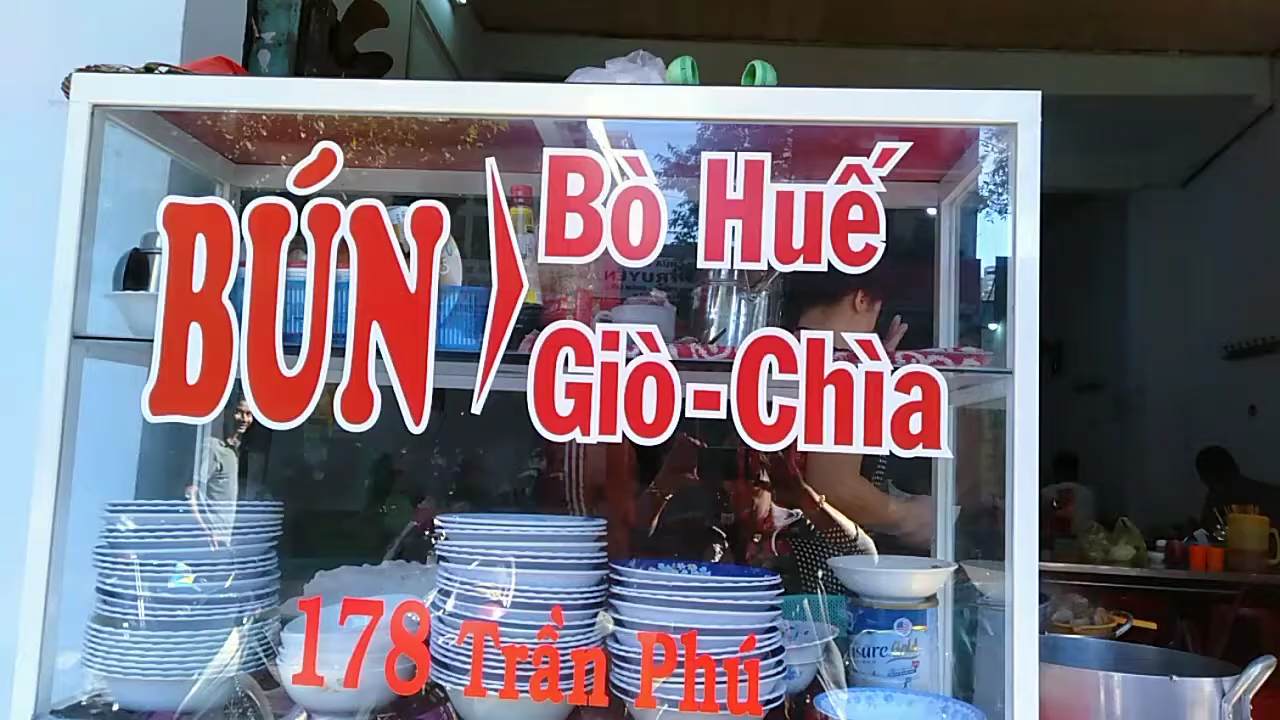 BÚN
Bò Huế
Giò-Chìa
178 Trần Phú